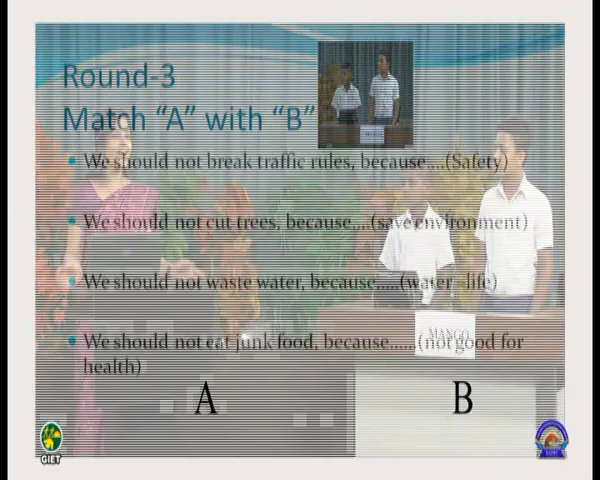 Round-3
Match “A” with “B”
• We should not break traffic rules, because....(Safety)
• We should not cut trees, because....(save environment)
• We should not waste water, because.....(water - life)
• We should not eat junk food, because......(not good for
health)
MANGO
A
B
GIET